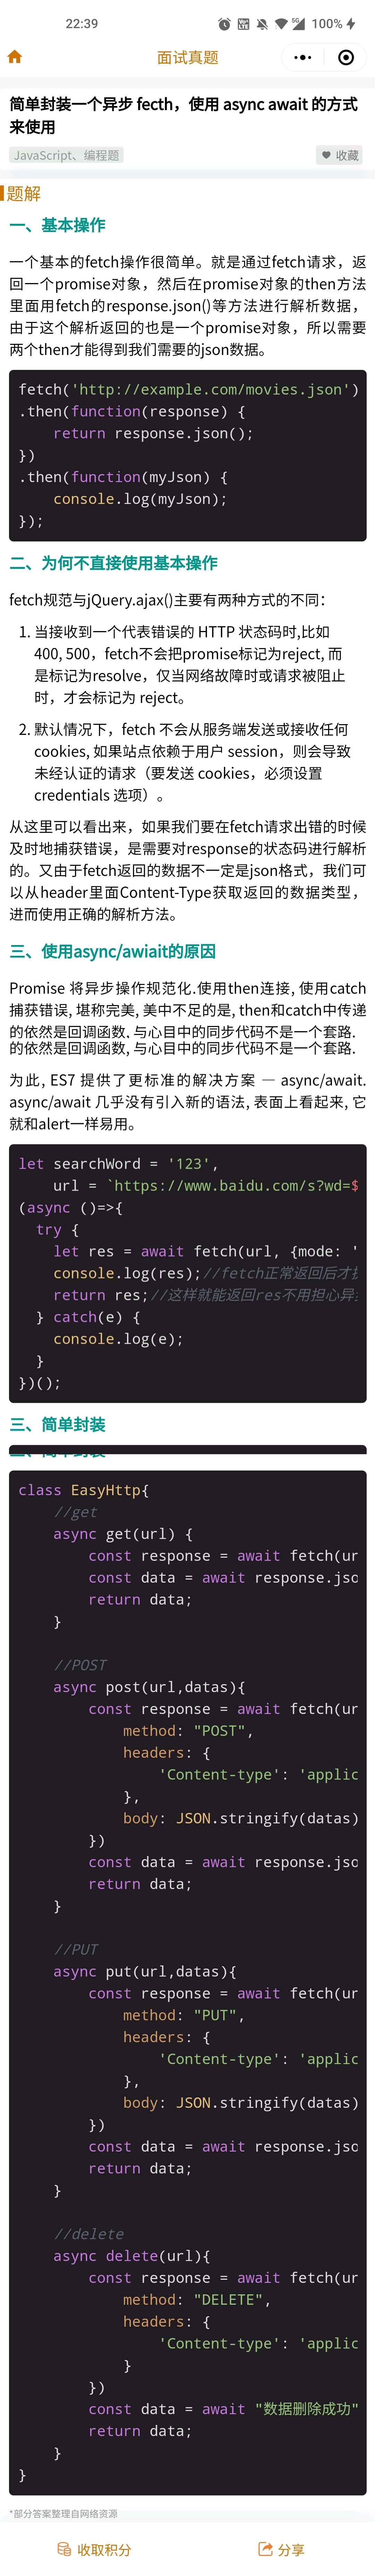 22:39
5G
100%
面试真题
简单封装一个异步 fecth，使用 async await 的方式
来使用
JavaScript、编程题
收藏
题解
一、基本操作
一个基本的fetch操作很简单。就是通过fetch请求，返
回一个promise对象，然后在promise对象的then方法
里面用fetch的response.json()等方法进行解析数据，
由于这个解析返回的也是一个promise对象，所以需要
两个then才能得到我们需要的json数据。
fetch('http://example.com/movies.json')
.then(function(response) {
    return response.json();
})
.then(function(myJson) {
    console.log(myJson);
});
二、为何不直接使用基本操作
fetch规范与jQuery.ajax()主要有两种方式的不同：
1. 当接收到一个代表错误的 HTTP 状态码时,比如
400, 500，fetch不会把promise标记为reject, 而
是标记为resolve，仅当网络故障时或请求被阻止
时，才会标记为 reject。
2. 默认情况下，fetch 不会从服务端发送或接收任何
cookies, 如果站点依赖于用户 session，则会导致
未经认证的请求（要发送 cookies，必须设置
credentials 选项）。
从这里可以看出来，如果我们要在fetch请求出错的时候
及时地捕获错误，是需要对response的状态码进行解析
的。又由于fetch返回的数据不一定是json格式，我们可
以从header里面Content-Type获取返回的数据类型，
进而使用正确的解析方法。
三、使用async/awiait的原因
Promise 将异步操作规范化.使用then连接, 使用catch
捕获错误, 堪称完美, 美中不足的是, then和catch中传递
的依然是回调函数, 与心目中的同步代码不是一个套路.
的依然是回调函数, 与心目中的同步代码不是一个套路.
为此, ES7 提供了更标准的解决方案 — async/await.
async/await 几乎没有引入新的语法, 表面上看起来, 它
就和alert一样易用。
let searchWord = '123',
    url = `https://www.baidu.com/s?wd=$
(async ()=>{
  try {
    let res = await fetch(url, {mode: '
    console.log(res);//fetch正常返回后才
    return res;//这样就能返回res不用担心异
  } catch(e) {
    console.log(e);
  }
})();
三、简单封装
class EasyHttp{
    //get
    async get(url) {
        const response = await fetch(ur
        const data = await response.jso
        return data;
    }
    //POST
    async post(url,datas){
        const response = await fetch(ur
            method: "POST",
            headers: {
                'Content-type': 'applic
            },
            body: JSON.stringify(datas)
        })
        const data = await response.jso
        return data;
    }
    //PUT
    async put(url,datas){
        const response = await fetch(ur
            method: "PUT",
            headers: {
                'Content-type': 'applic
            },
            body: JSON.stringify(datas)
        })
        const data = await response.jso
        return data;
    }
    //delete
    async delete(url){
        const response = await fetch(ur
            method: "DELETE",
            headers: {
                'Content-type': 'applic
            }
        })
        const data = await "数据删除成功"
        return data;
    }
}
*部分答案整理自网络资源
收取积分
分享